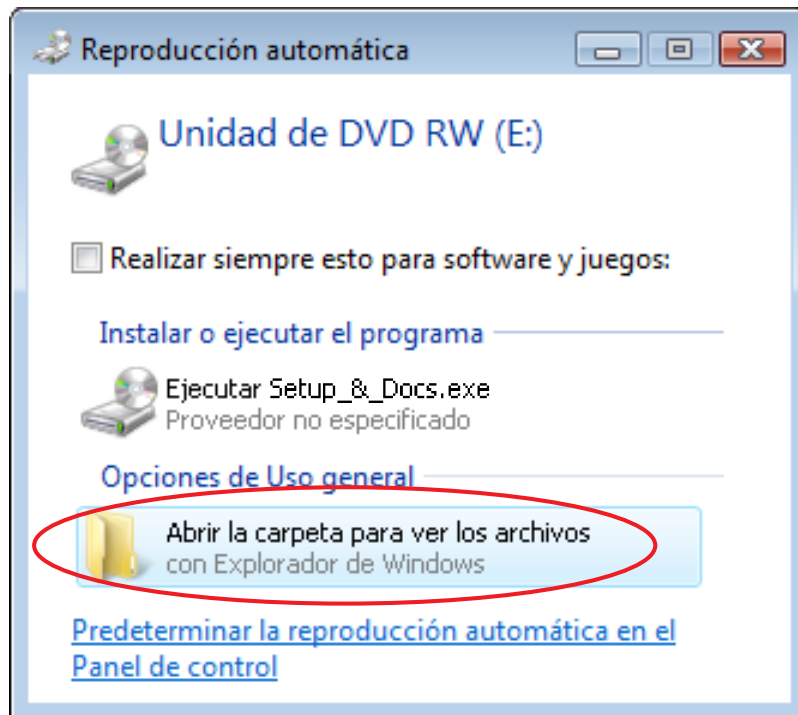 Reproducción automática
Unidad de DVD RW (E:)
Realizar siempre esto para software y juegos:
Instalar o ejecutar el programa
Ejecutar Setup_&_Docs.exe
Proveedor no especificado
Opciones de Uso general
Abrir la carpeta para ver los archivos
con Explorador de Windows
Predeterminar la reproducción automática en el
Panel de control